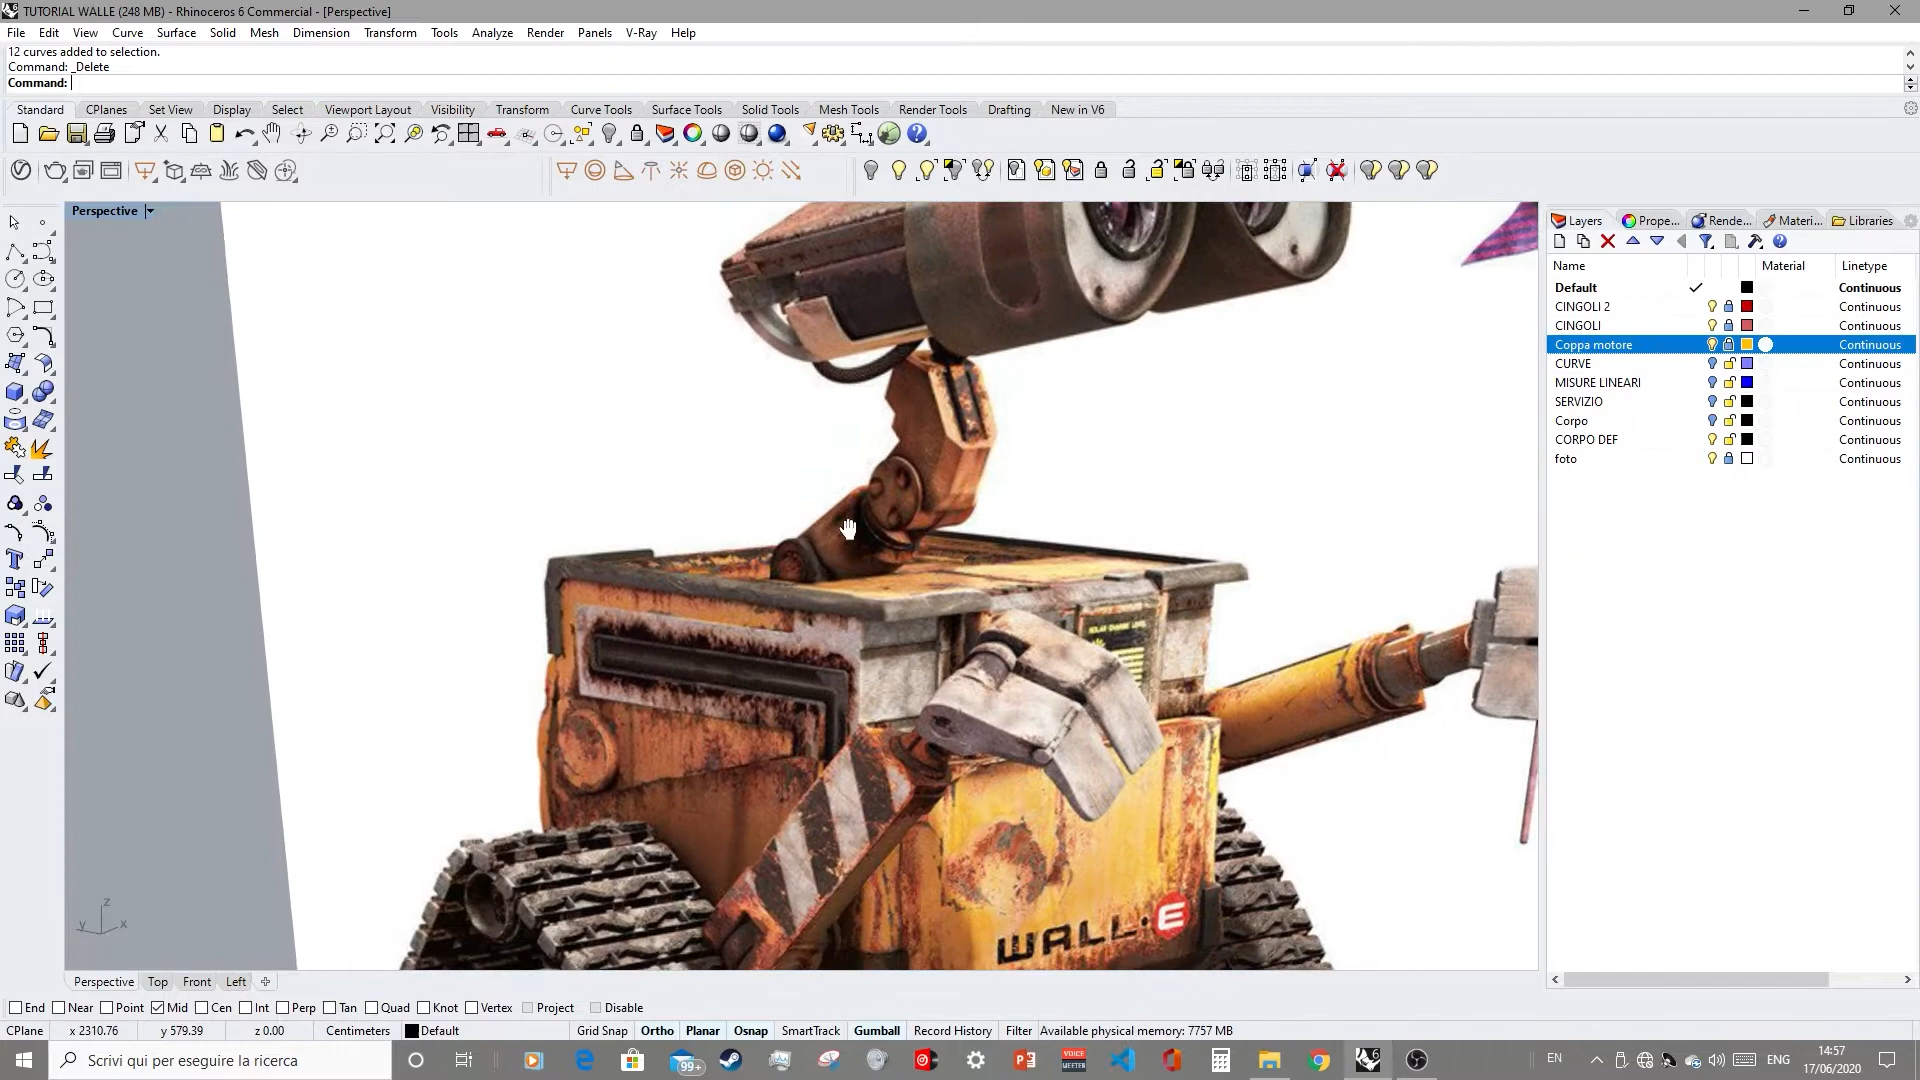 TUTORIAL WALLE (248 MB) - Rhinoceros 6 Commercial - [Perspective]
File Edit View Curve Surface Solid Mesh Dimension Transform Tools Analyze Render Panels V-Ray Help
12 curves added to selection.
Command: _Delete
Command:
Standard CPlanes Set View Display Select Viewport Layout Visibility Transform Curve Tools Surface Tools Solid Tools Mesh Tools Render Tools Drafting New in V6
Perspective
Layers Prope... Rende... Materi... Libraries
Name Material Linetype
Default Continuous
CINGOLI 2 Continuous
CINGOLI Continuous
Coppa motore Continuous
CURVE Continuous
MISURE LINEARI Continuous
SERVIZIO Continuous
Corpo Continuous
CORPO DEF Continuous
foto Continuous
SOLAR CHARGE LEVEL
WALL·E
z
y x
Perspective Top Front Left
End Near Point Mid Cen Int Perp Tan Quad Knot Vertex Project Disable
CPlane x 2310.76 y 579.39 z 0.00 Centimeters Default Grid Snap Ortho Planar Osnap SmartTrack Gumball Record History Filter Available physical memory: 7757 MB
Scrivi qui per eseguire la ricerca
99+
VOICE MEETER
EN
ENG
14:57
17/06/2020